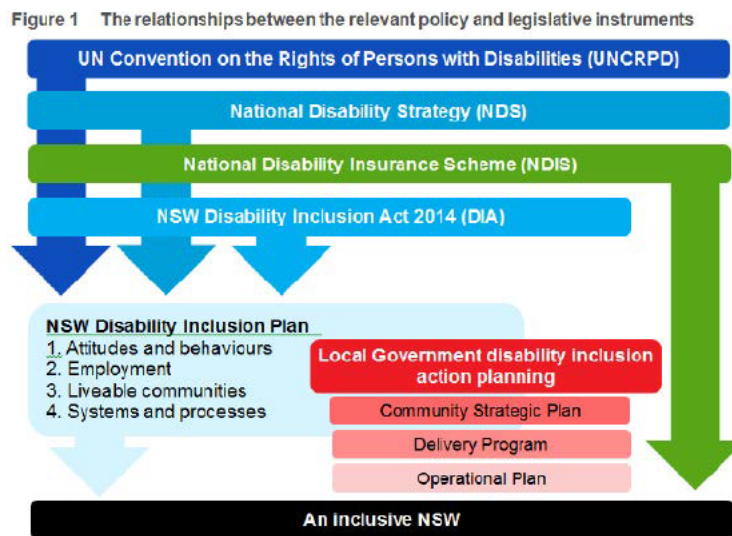 Figure 1 The relationships between the relevant policy and legislative instruments
UN Convention on the Rights of Persons with Disabilities (UNCRPD)
National Disability Strategy (NDS)
National Disability Insurance Scheme (NDIS)
NSW Disability Inclusion Act 2014 (DIA)
NSW Disability Inclusion Plan
1. Attitudes and behaviours
2. Employment
3. Liveable communities
4. Systems and processes
Local Government disability inclusion
action planning
Community Strategic Plan
Delivery Program
Operational Plan
An inclusive NSW